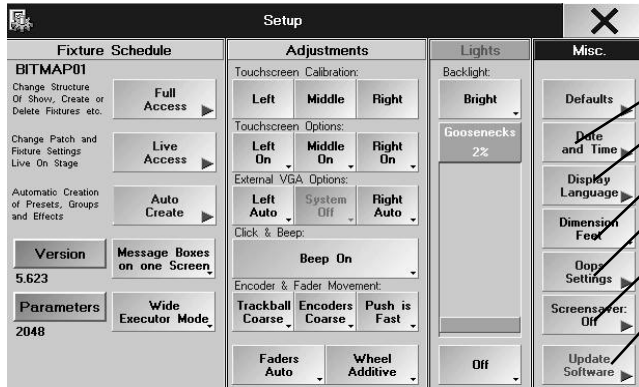 Setup
Fixture Schedule
BITMAP01
Change Structure
Of Show, Create or
Delete Fixtures etc.
Full
Access
Change Patch and
Fixture Settings
Live On Stage
Live
Access
Automatic Creation
of Presets, Groups
and Effects
Auto
Create
Version
5.623
Message Boxes
on one Screen
Parameters
2048
Wide
Executor Mode
Adjustments
Touchscreen Calibration:
Left
Middle
Right
Touchscreen Options:
Left
On
Middle
On
Right
On
External VGA Options:
Left
Auto
System
Off
Right
Auto
Click & Beep:
Beep On
Encoder & Fader Movement:
Trackball
Coarse
Encoders
Coarse
Push is
Fast
Faders
Auto
Wheel
Additive
Lights
Backlight:
Bright
Goosenecks
2%
Off
Misc.
Defaults
Date
and Time
Display
Language
Dimension
Feet
Oops
Settings
Screensaver:
Off
Update
Software